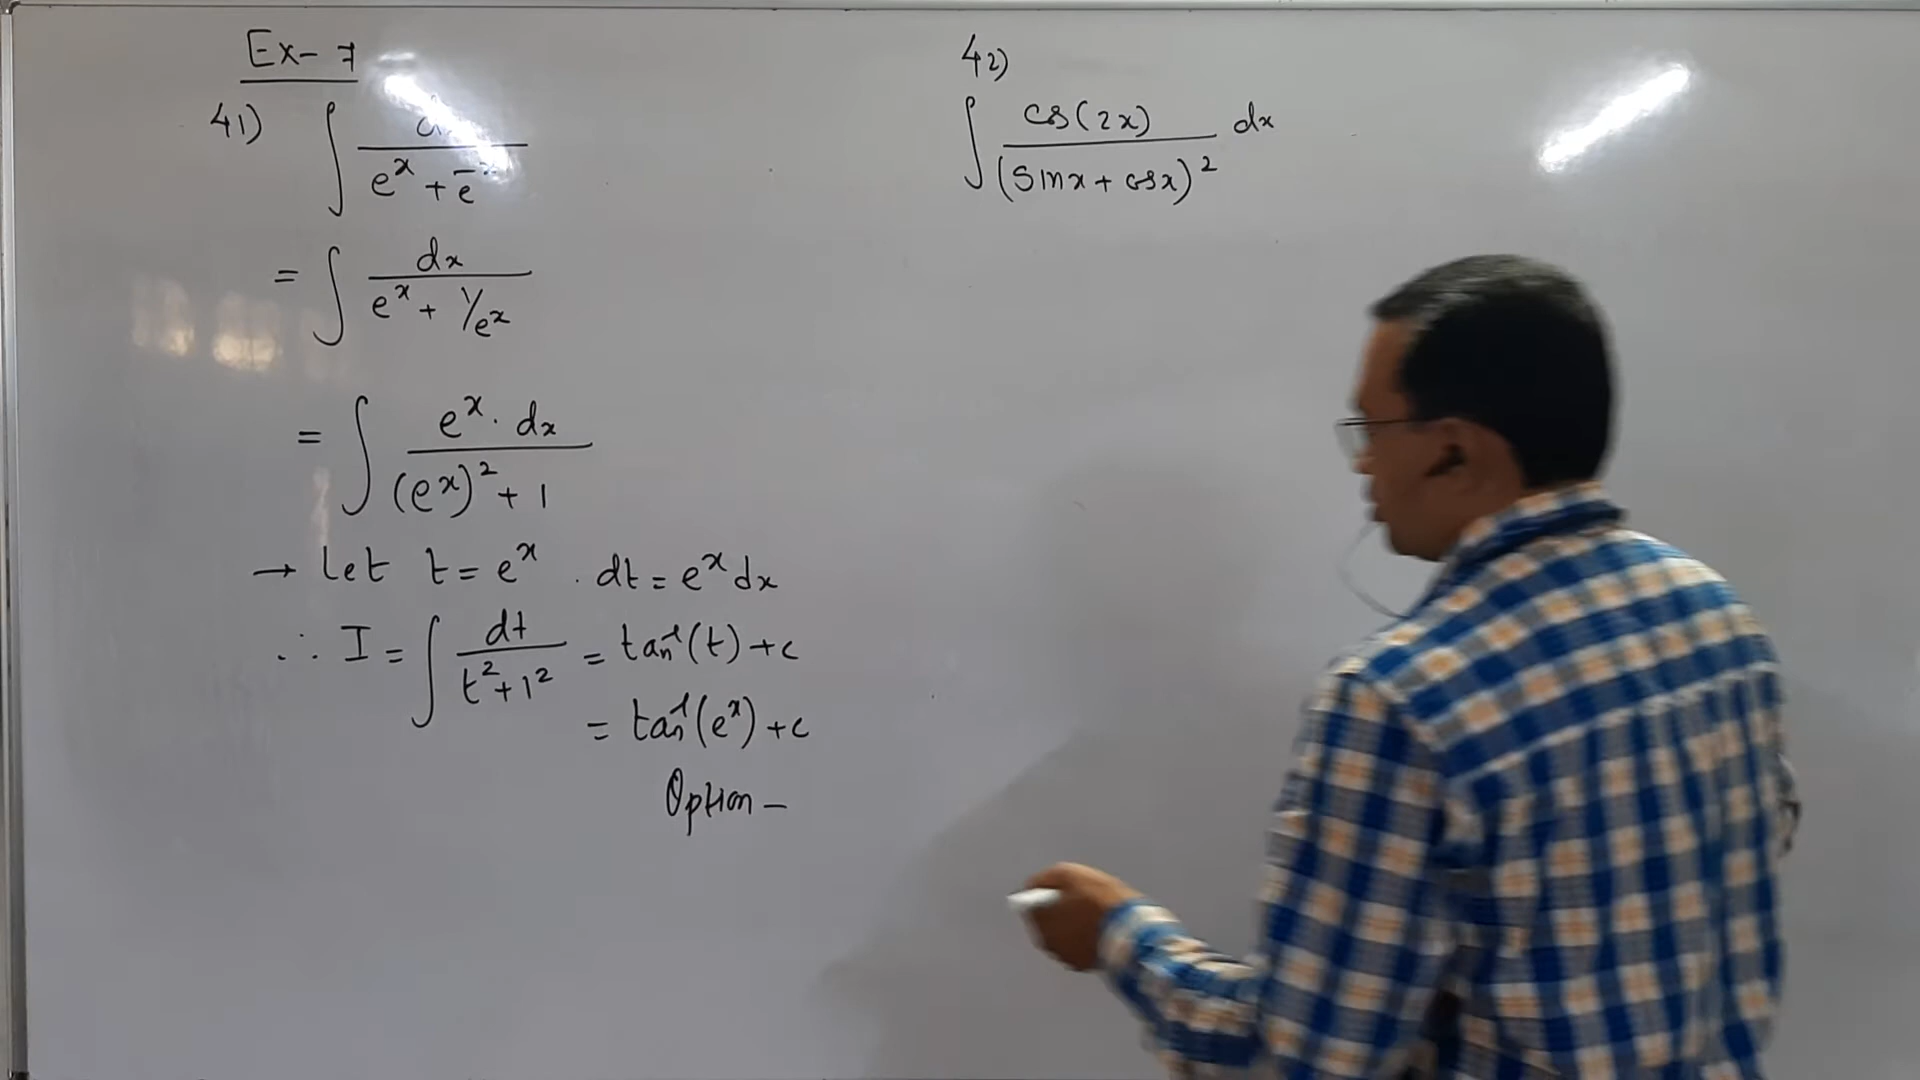 Ex- 7
41) ∫ d / e^x + e^-
= ∫ dx / e^x + 1/e^x
= ∫ e^x . dx / (e^x)^2 + 1
→ Let t = e^x . dt = e^x dx
∴ I = ∫ dt / t^2 + 1^2 = tan^-1(t) + c
= tan^-1(e^x) + c
Option –
42)
∫ cos(2x) / (sinx + cosx)^2 dx